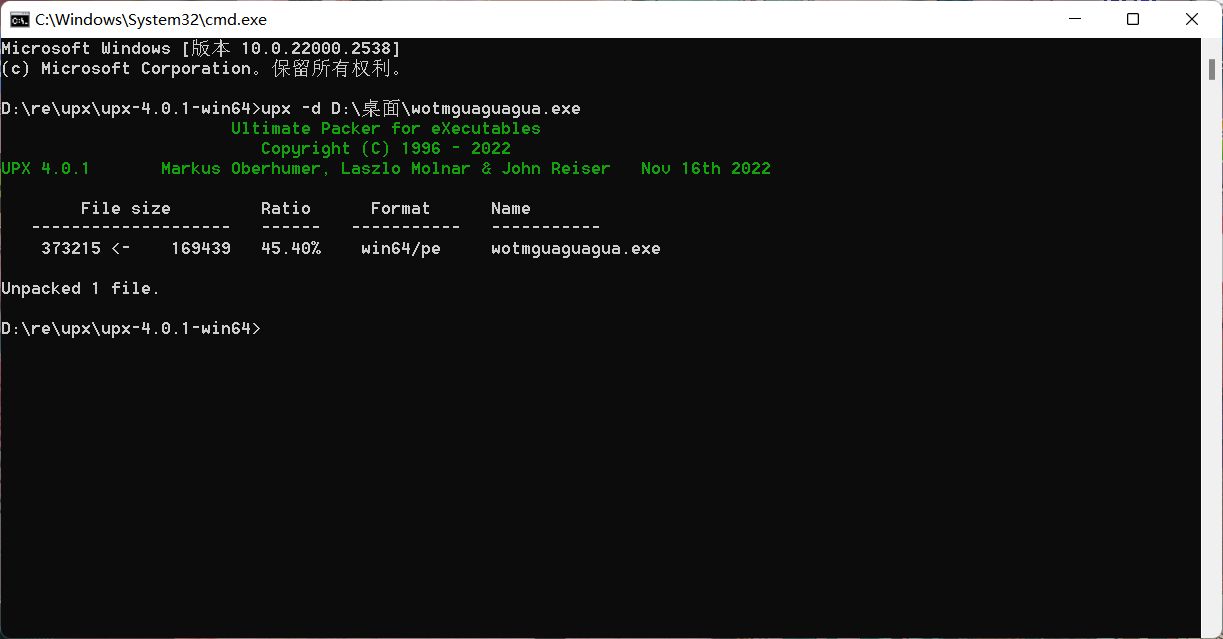 C:\Windows\System32\cmd.exe
Microsoft Windows [版本 10.0.22000.2538]
(c) Microsoft Corporation。保留所有权利。
D:\re\upx\upx-4.0.1-win64>upx -d D:\桌面\wotmguaguagua.exe
Ultimate Packer for eXecutables
Copyright (C) 1996 - 2022
UPX 4.0.1 Markus Oberhumer, Laszlo Molnar & John Reiser Nov 16th 2022
File size Ratio Format Name
-------------------- ------ ----------- -----------
373215 <- 169439 45.40% win64/pe wotmguaguagua.exe
Unpacked 1 file.
D:\re\upx\upx-4.0.1-win64>